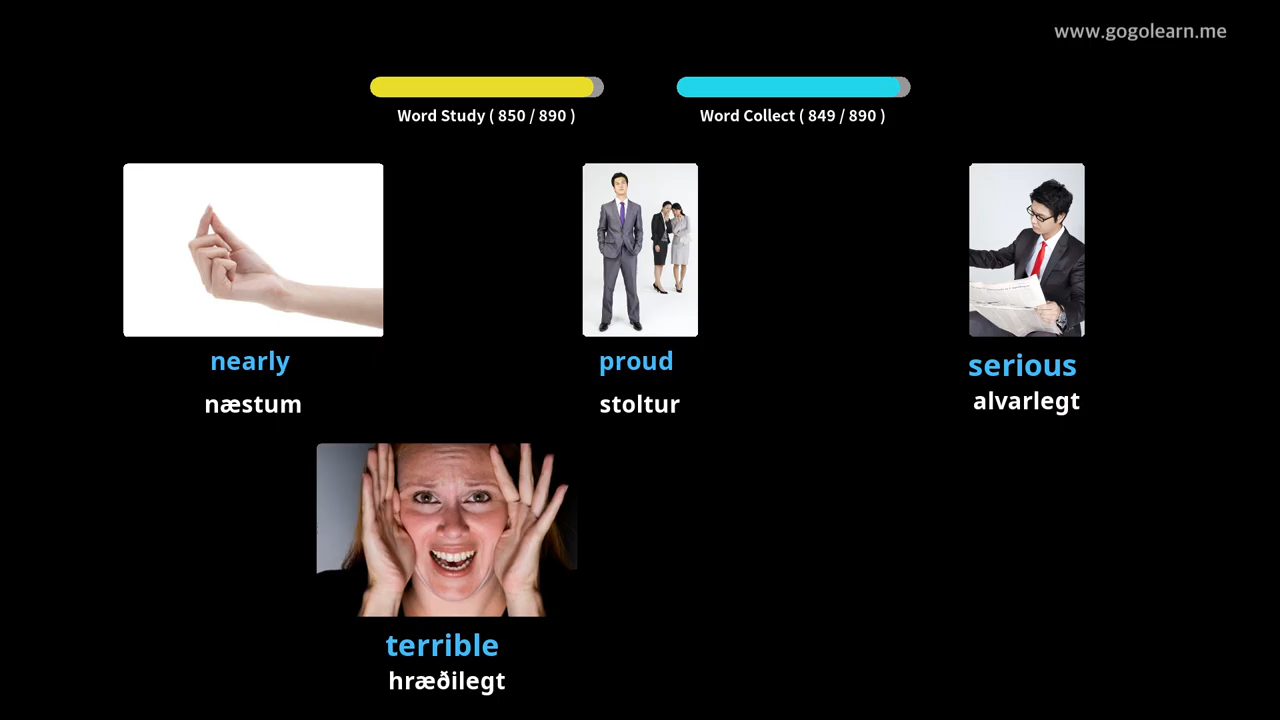 www.gogolearn.me
Word Study ( 850 / 890 )
Word Collect ( 849 / 890 )
nearly
næstum
proud
stoltur
serious
alvarlegt
terrible
hræðilegt